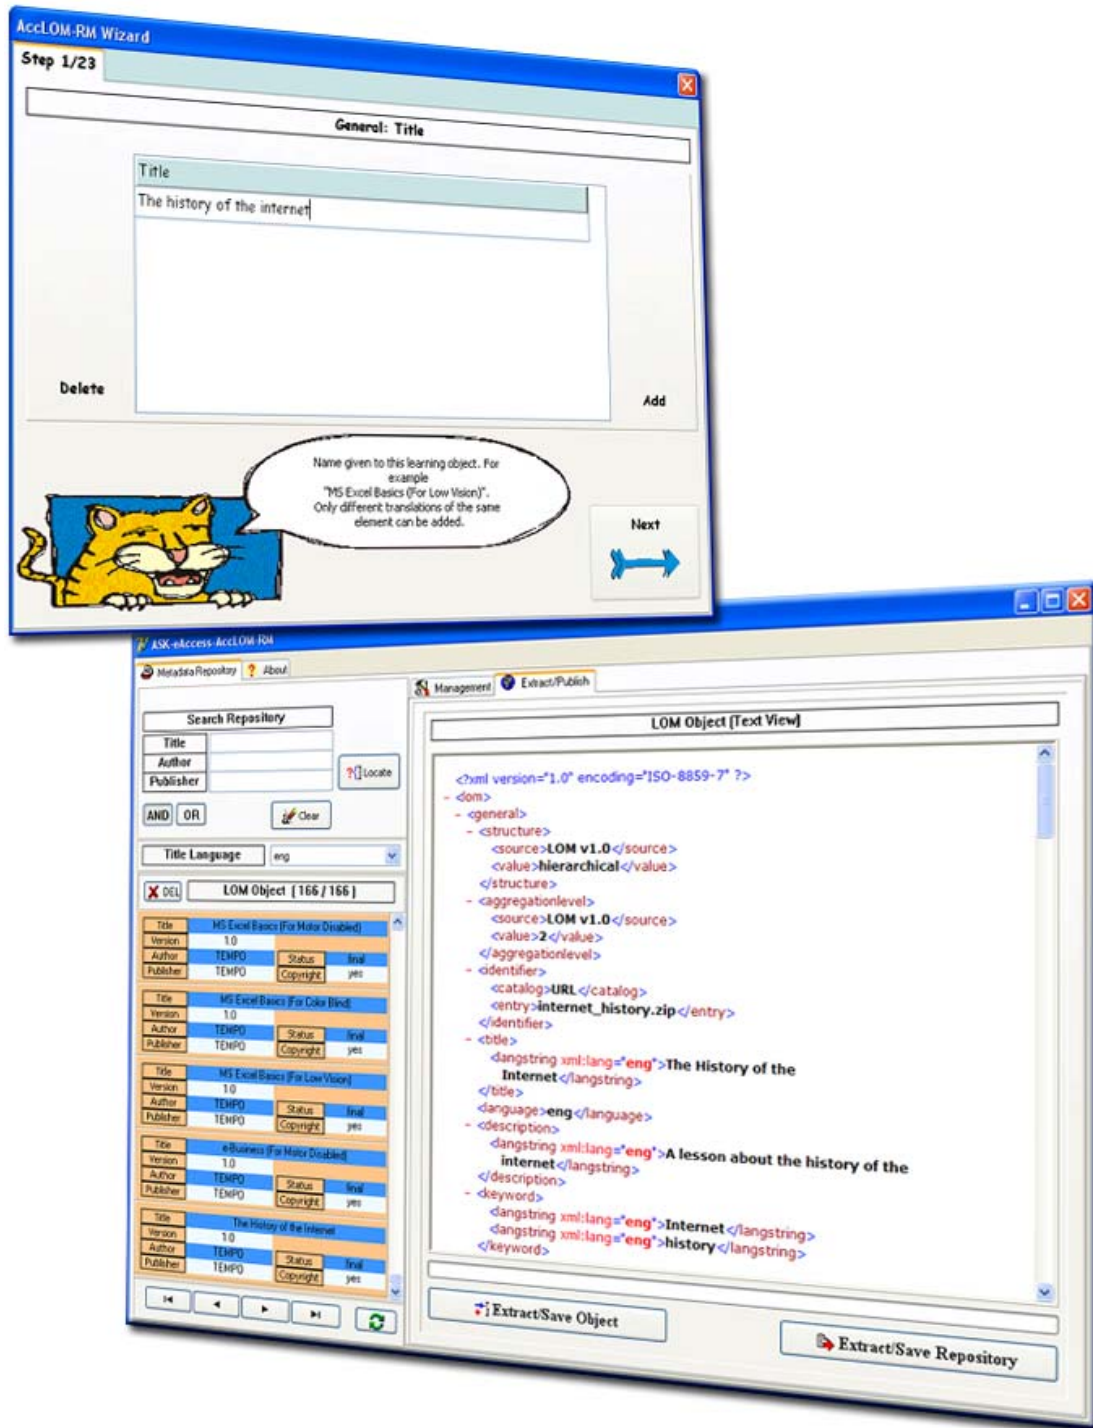 AccLOM-RM Wizard
Step 1/23
General: Title
Title
The history of the internet
Delete
Add
Name given to this learning object. For
example
"MS Excel Basics (For Low Vision)".
Only different translations of the same
element can be added.
Next
ASK-eAccess-AccLOM-RM
Metadata Repository
About
Search Repository
Title
Author
Publisher
Locate
AND
OR
Clear
Title Language
eng
DEL
LOM Object [ 166 / 166 ]
Title MS Excel Basics (For Motor Disabled)
Version 1.0
Author TEMPO Status final
Publisher TEMPO Copyright yes
Title MS Excel Basics (For Color Blind)
Version 1.0
Author TEMPO Status final
Publisher TEMPO Copyright yes
Title MS Excel Basics (For Low Vision)
Version 1.0
Author TEMPO Status final
Publisher TEMPO Copyright yes
Title e-Business (For Motor Disabled)
Version 1.0
Author TEMPO Status final
Publisher TEMPO Copyright yes
Title The History of the Internet
Version 1.0
Author TEMPO Status final
Publisher TEMPO Copyright yes
Management
Extract/Publish
LOM Object [Text View]
<?xml version="1.0" encoding="ISO-8859-7" ?>
- <lom>
- <general>
- <structure>
<source>LOM v1.0</source>
<value>hierarchical</value>
</structure>
- <aggregationlevel>
<source>LOM v1.0</source>
<value>2</value>
</aggregationlevel>
- <identifier>
<catalog>URL</catalog>
<entry>internet_history.zip</entry>
</identifier>
- <title>
<langstring xml:lang="eng">The History of the
Internet</langstring>
</title>
<language>eng</language>
- <description>
<langstring xml:lang="eng">A lesson about the history of the
internet</langstring>
</description>
- <keyword>
<langstring xml:lang="eng">Internet</langstring>
<langstring xml:lang="eng">history</langstring>
</keyword>
Extract/Save Object
Extract/Save Repository